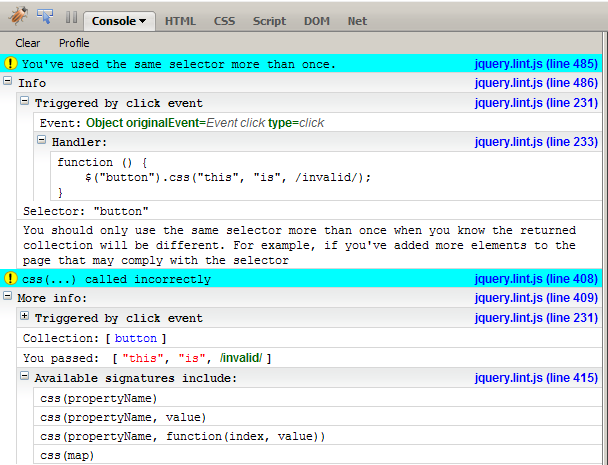 Console HTML CSS Script DOM Net
Clear Profile
You've used the same selector more than once. jquery.lint.js (line 485)
Info jquery.lint.js (line 486)
Triggered by click event jquery.lint.js (line 231)
Event: Object originalEvent=Event click type=click
Handler: jquery.lint.js (line 233)
function () {
$("button").css("this", "is", /invalid/);
}
Selector: "button"
You should only use the same selector more than once when you know the returned
collection will be different. For example, if you've added more elements to the
page that may comply with the selector
css(...) called incorrectly jquery.lint.js (line 408)
More info: jquery.lint.js (line 409)
Triggered by click event jquery.lint.js (line 231)
Collection: [ button ]
You passed: [ "this", "is", /invalid/ ]
Available signatures include: jquery.lint.js (line 415)
css(propertyName)
css(propertyName, value)
css(propertyName, function(index, value))
css(map)